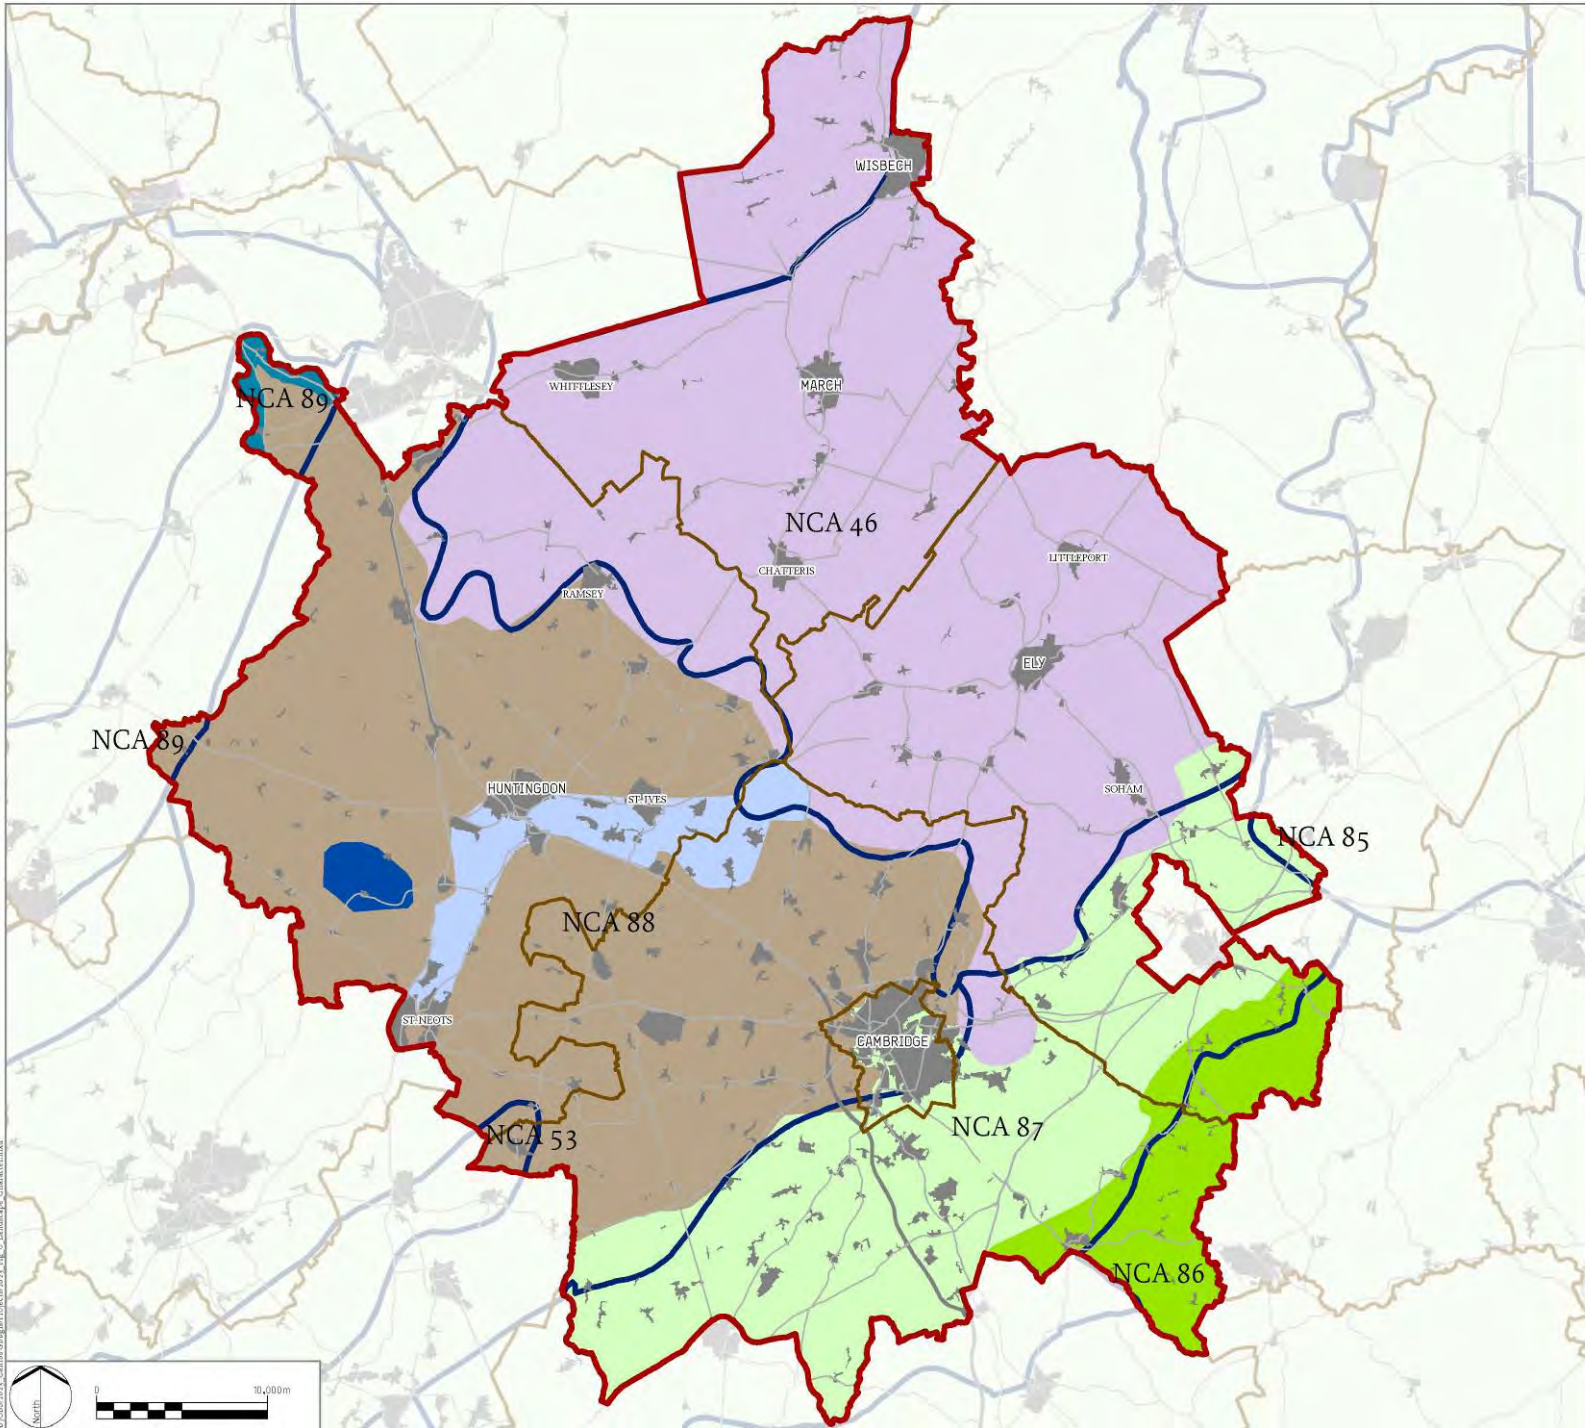 WISBECH
WHITTLESEY
MARCH
NCA 89
NCA 46
CHATTERIS
LITTLEPORT
RAMSEY
ELY
NCA 89
HUNTINGDON
ST-IVES
SOHAM
NCA 85
NCA 88
ST-NEOTS
CAMBRIDGE
NCA 53
NCA 87
NCA 86
North
0 10,000m